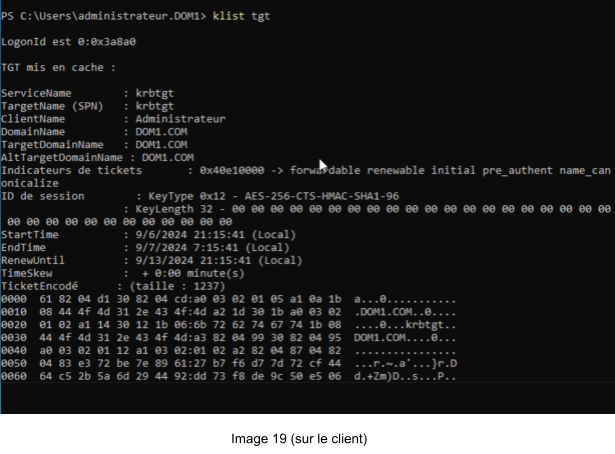 PS C:\Users\administrateur.DOM1> klist tgt
LogonId est 0:0x3a8a0
TGT mis en cache :
ServiceName : krbtgt
TargetName (SPN) : krbtgt
ClientName : Administrateur
DomainName : DOM1.COM
TargetDomainName : DOM1.COM
AltTargetDomainName : DOM1.COM
Indicateurs de tickets : 0x40e10000 -> forwardable renewable initial pre_authent name_can
onicalize
ID de session : KeyType 0x12 - AES-256-CTS-HMAC-SHA1-96
: KeyLength 32 - 00 00 00 00 00 00 00 00 00 00 00 00 00 00 00 00 00 00 00
00 00 00 00 00 00 00 00 00 00 00 00 00 00
StartTime : 9/6/2024 21:15:41 (Local)
EndTime : 9/7/2024 7:15:41 (Local)
RenewUntil : 9/13/2024 21:15:41 (Local)
TimeSkew : + 0:00 minute(s)
TicketEncodé : (taille : 1237)
0000 61 82 04 d1 30 82 04 cd:a0 03 02 01 05 a1 0a 1b a...0...........
0010 08 44 4f 4d 31 2e 43 4f:4d a2 1d 30 1b a0 03 02 .DOM1.COM..0....
0020 01 02 a1 14 30 12 1b 06:6b 72 62 74 67 74 1b 08 ....0...krbtgt..
0030 44 4f 4d 31 2e 43 4f 4d:a3 82 04 99 30 82 04 95 DOM1.COM....0...
0040 a0 03 02 01 12 a1 03 02:01 02 a2 82 04 87 04 82 ................
0050 04 83 e3 72 be 7e 89 61:27 b7 f6 d7 7d 72 cf 44 ...r.~.a'...}r.D
0060 64 c5 2b 5a 6d 29 44 92:dd 73 f8 de 9c 50 e5 06 d.+Zm)D..s...P..
Image 19 (sur le client)